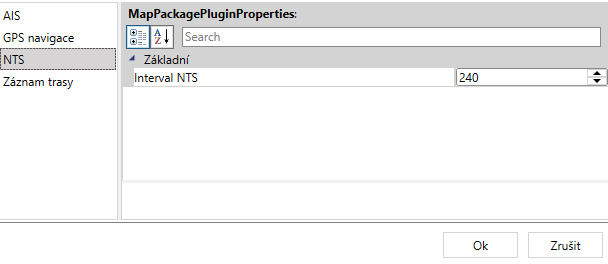 AIS
GPS navigace
NTS
Záznam trasy
MapPackagePluginProperties:
A Z
Search
Základní
Interval NTS 240
Ok Zrušit